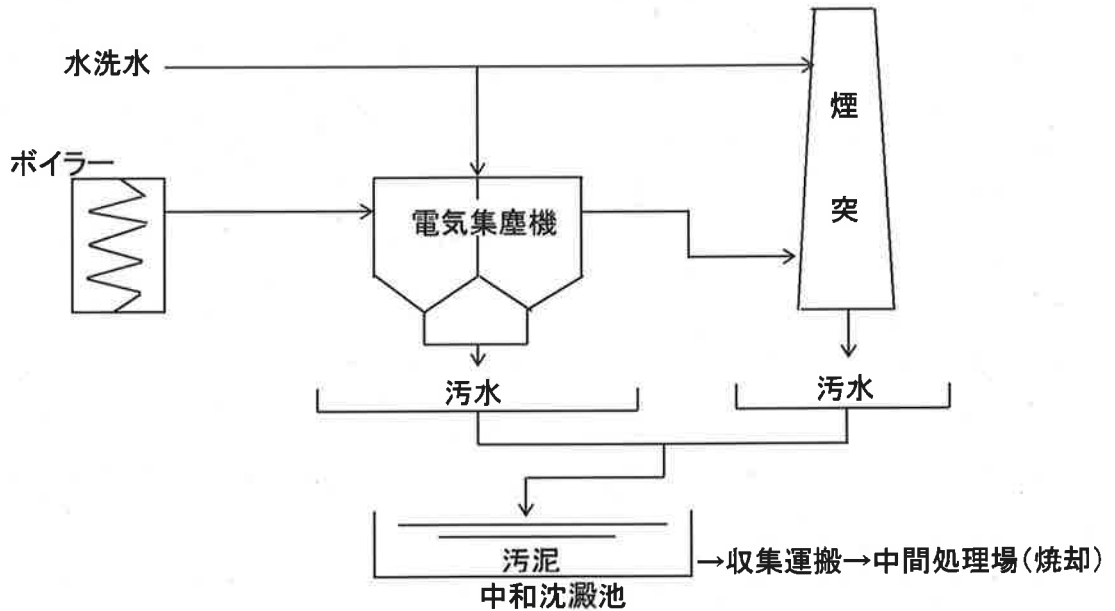 水洗水
煙突
ボイラー
電気集塵機
汚水
汚水
汚泥
→収集運搬→中間処理場(焼却)
中和沈澱池